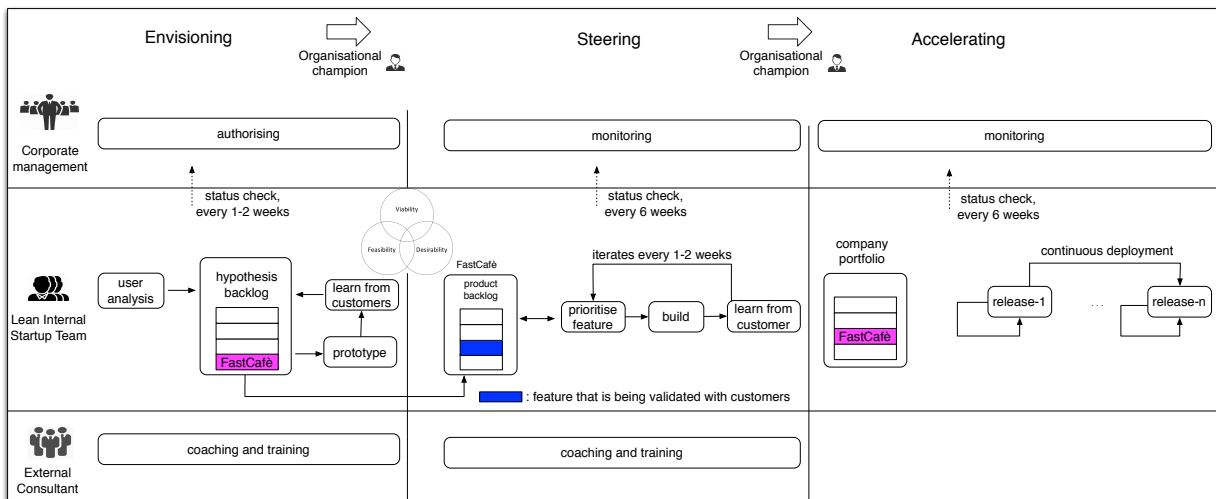 Envisioning
Organisational
champion
Steering
Organisational
champion
Accelerating
Corporate
management
authorising
monitoring
monitoring
status check,
every 1-2 weeks
status check,
every 6 weeks
status check,
every 6 weeks
Viability
Feasibility
Desirability
Lean Internal
Startup Team
user
analysis
hypothesis
backlog
FastCafè
learn from
customers
prototype
FastCafè
product
backlog
iterates every 1-2 weeks
prioritise
feature
build
learn from
customer
: feature that is being validated with customers
company
portfolio
FastCafè
continuous deployment
release-1
...
release-n
External
Consultant
coaching and training
coaching and training